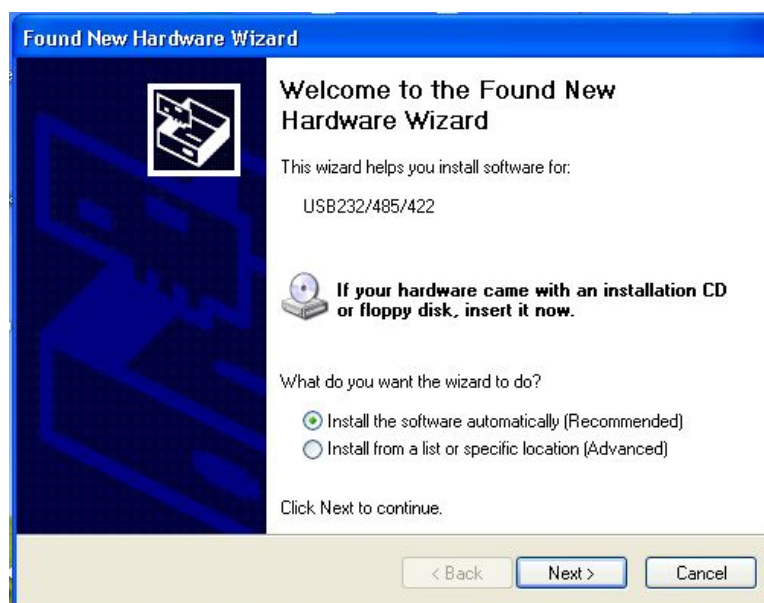 Found New Hardware Wizard
Welcome to the Found New
Hardware Wizard
This wizard helps you install software for:
USB232/485/422
If your hardware came with an installation CD
or floppy disk, insert it now.
What do you want the wizard to do?
Install the software automatically (Recommended)
Install from a list or specific location (Advanced)
Click Next to continue.
< Back Next > Cancel